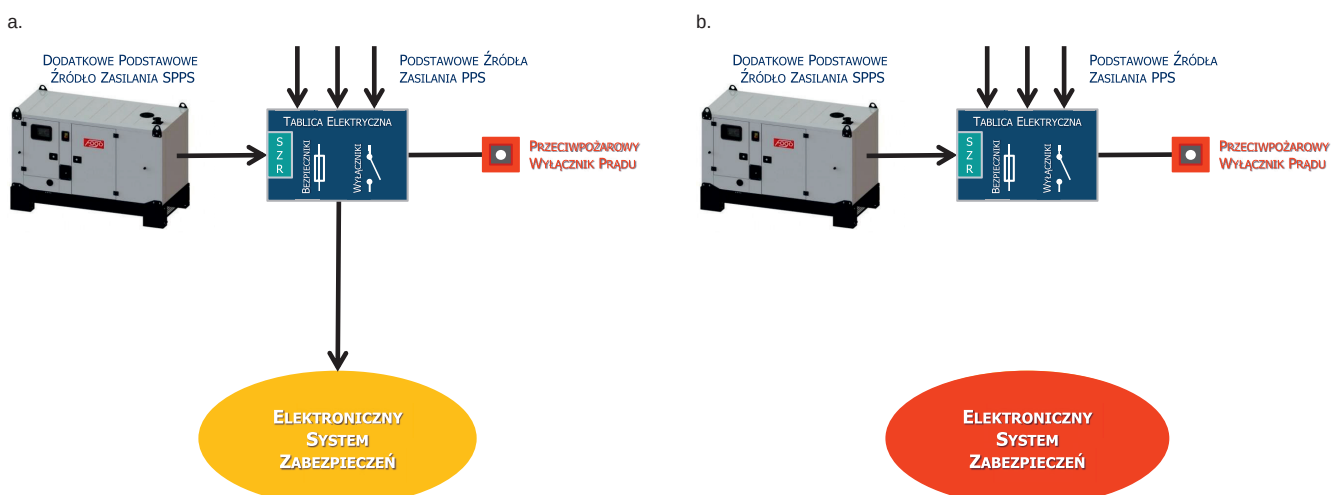 a.
Dodatkowe Podstawowe
Źródło Zasilania SPPS
Podstawowe Źródła
Zasilania PPS
Tablica Elektryczna
S
Z
R
Bezpieczniki
Wyłączniki
Przeciwpożarowy
Wyłącznik Prądu
Elektroniczny
System
Zabezpieczeń
b.
Dodatkowe Podstawowe
Źródło Zasilania SPPS
Podstawowe Źródła
Zasilania PPS
Tablica Elektryczna
S
Z
R
Bezpieczniki
Wyłączniki
Przeciwpożarowy
Wyłącznik Prądu
Elektroniczny
System
Zabezpieczeń